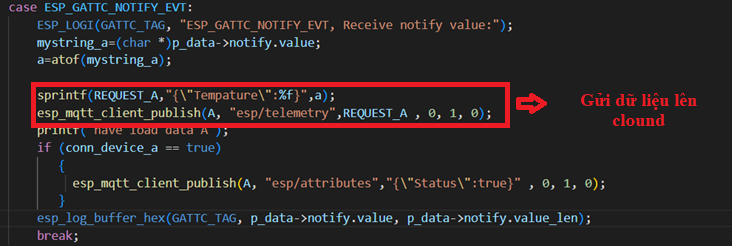 case ESP_GATTC_NOTIFY_EVT:
ESP_LOGI(GATTC_TAG, "ESP_GATTC_NOTIFY_EVT, Receive notify value:");
mystring_a=(char *)p_data->notify.value;
a=atof(mystring_a);
sprintf(REQUEST_A,"{\"Tempature\":%f}",a);
esp_mqtt_client_publish(A, "esp/telemetry",REQUEST_A , 0, 1, 0);
Gửi dữ liệu lên
clound
printf("have load data A");
if (conn_device_a == true)
{
esp_mqtt_client_publish(A, "esp/attributes","{\"Status\":true}" , 0, 1, 0);
}
esp_log_buffer_hex(GATTC_TAG, p_data->notify.value, p_data->notify.value_len);
break;